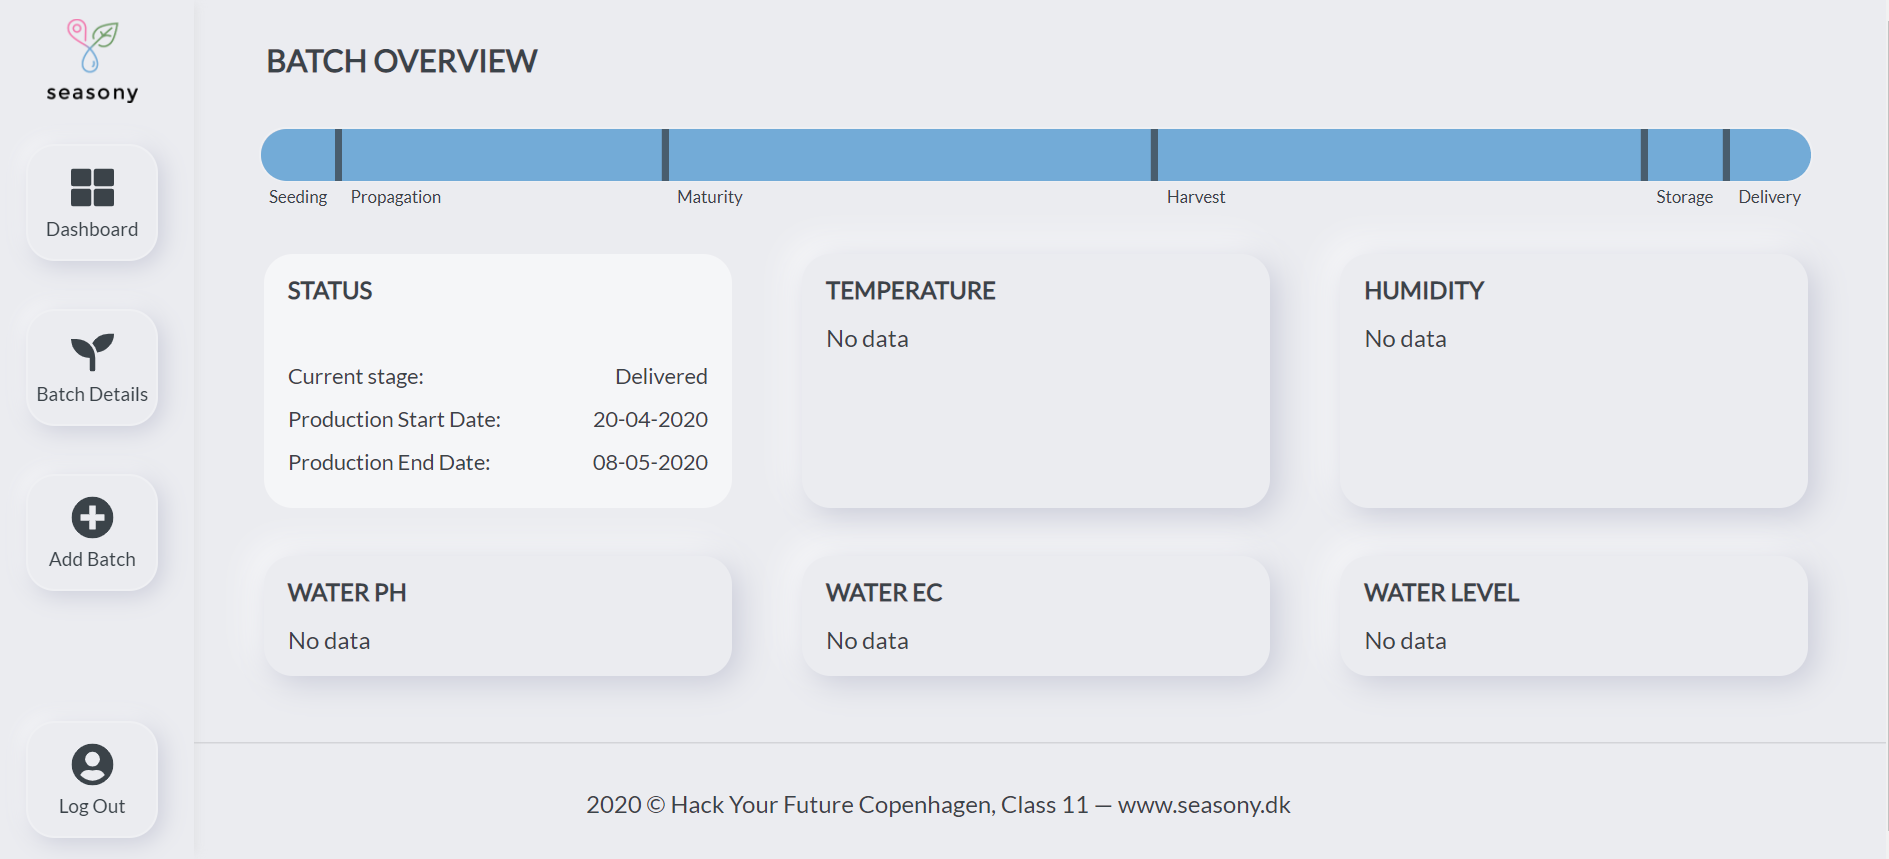 seasony
Dashboard
Batch Details
Add Batch
Log Out
BATCH OVERVIEW
Seeding Propagation Maturity Harvest Storage Delivery
STATUS
Current stage: Delivered
Production Start Date: 20-04-2020
Production End Date: 08-05-2020
TEMPERATURE
No data
HUMIDITY
No data
WATER PH
No data
WATER EC
No data
WATER LEVEL
No data
2020 © Hack Your Future Copenhagen, Class 11 — www.seasony.dk